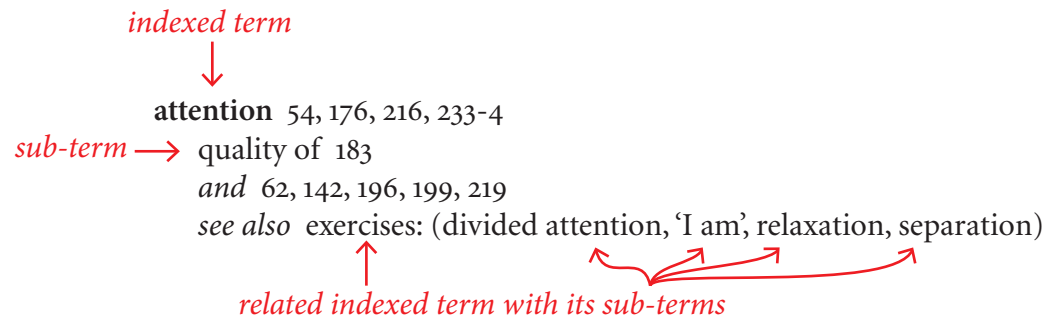 indexed term
attention 54, 176, 216, 233-4
sub-term quality of 183
and 62, 142, 196, 199, 219
see also exercises: (divided attention, ‘I am’, relaxation, separation)
related indexed term with its sub-terms